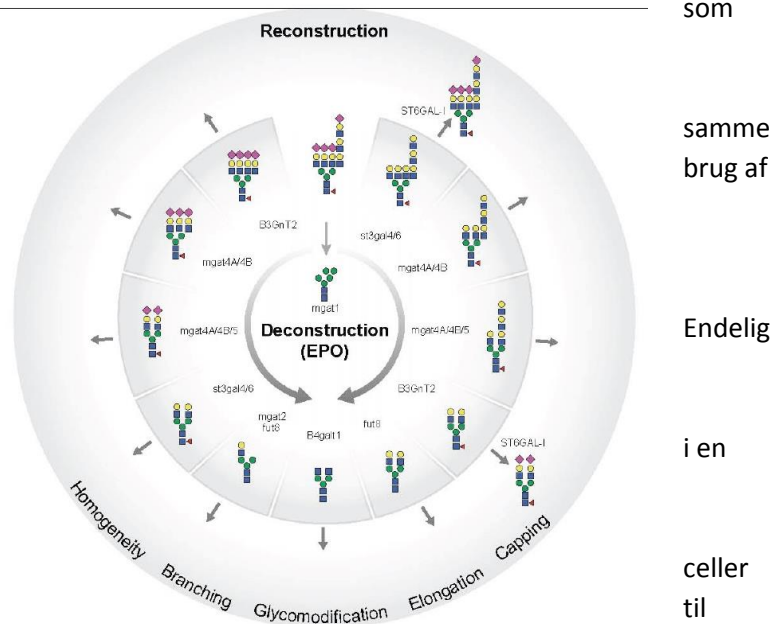 som
Reconstruction
ST6GAL-I
samme
brug af
B3GnT2
st3gal4/6
mgat4A/4B
mgat4A/4B
mgat1
Endelig
mgat4A/4B/5
Deconstruction
(EPO)
mgat4A/4B/5
st3gal4/6
B3GnT2
mgat2
fut8
B4galt1
fut8
ST6GAL-I
i en
Homogeneity
Branching
Glycomodification
Elongation
Capping
celler
til